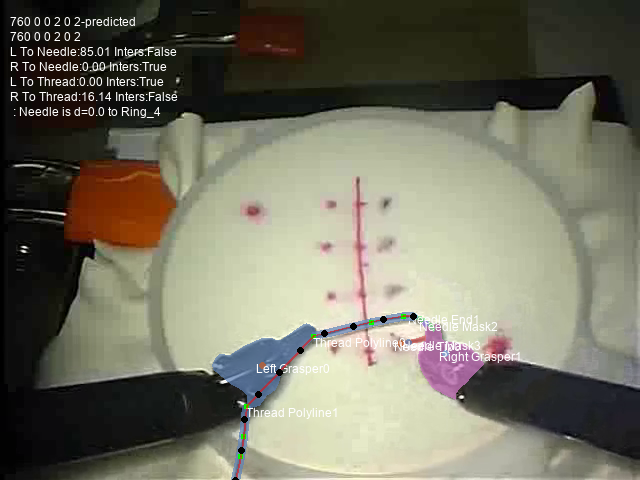 760 0 0 2 0 2-predicted
760 0 0 2 0 2
L To Needle:85.01 Inters:False
R To Needle:0.00 Inters:True
L To Thread:0.00 Inters:True
R To Thread:16.14 Inters:False
: Needle is d=0.0 to Ring_4
Needle End1
Needle Mask2
Thread Polyline0
Right Grasper1
Left Grasper0
Thread Polyline1